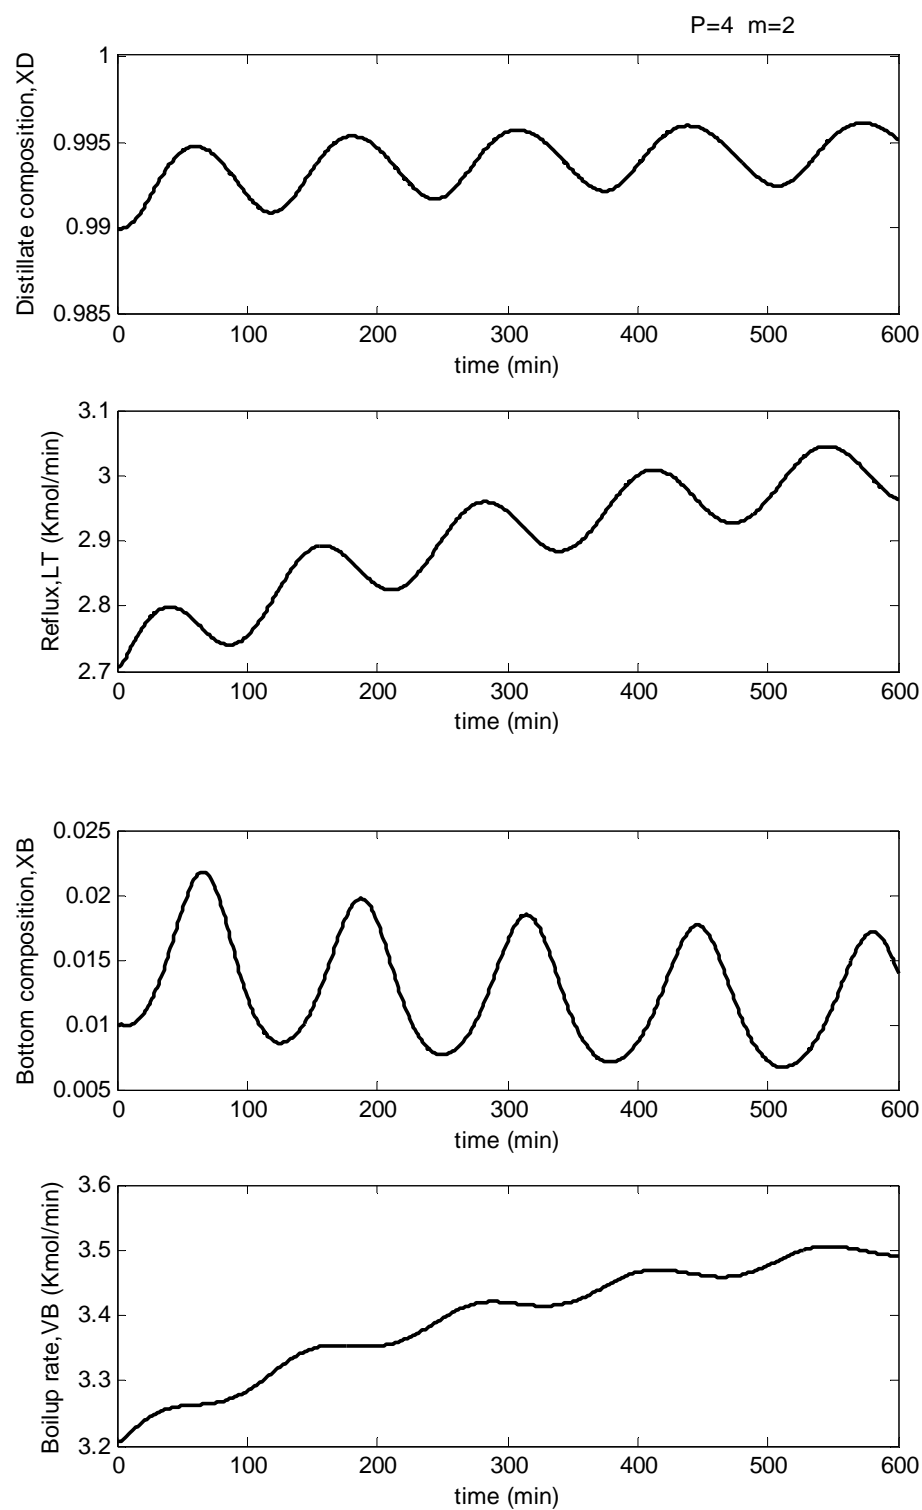 P=4 m=2
Distillate composition,XD
1
0.995
0.99
0.985
0 100 200 300 400 500 600
time (min)
Reflux,LT (Kmol/min)
3.1
3
2.9
2.8
2.7
0 100 200 300 400 500 600
time (min)
Bottom composition,XB
0.025
0.02
0.015
0.01
0.005
0 100 200 300 400 500 600
time (min)
Boilup rate,VB (Kmol/min)
3.6
3.5
3.4
3.3
3.2
0 100 200 300 400 500 600
time (min)